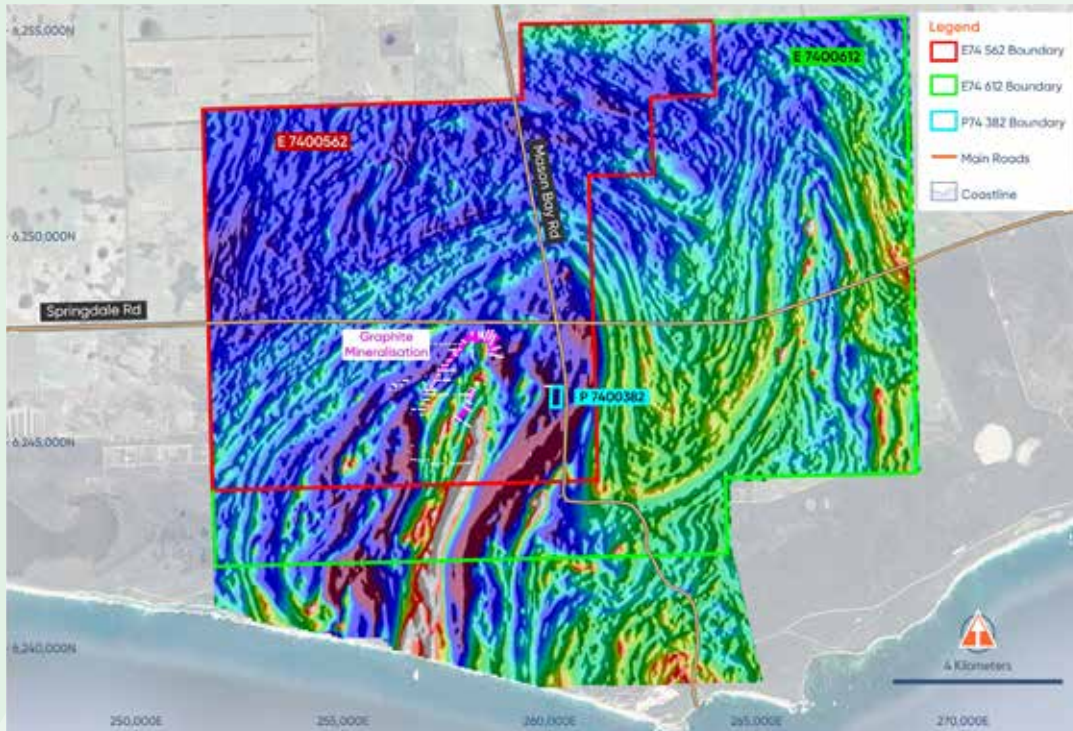 6,255,000N
6,250,000N
6,245,000N
6,240,000N
250,000E
255,000E
260,000E
265,000E
270,000E
E 7400562
E 7400612
Mason Bay Rd
Springdale Rd
Graphite
Mineralisation
P 7400382
Legend
E74 562 Boundary
E74 612 Boundary
P74 382 Boundary
Main Roads
Coastline
4 Kilometers